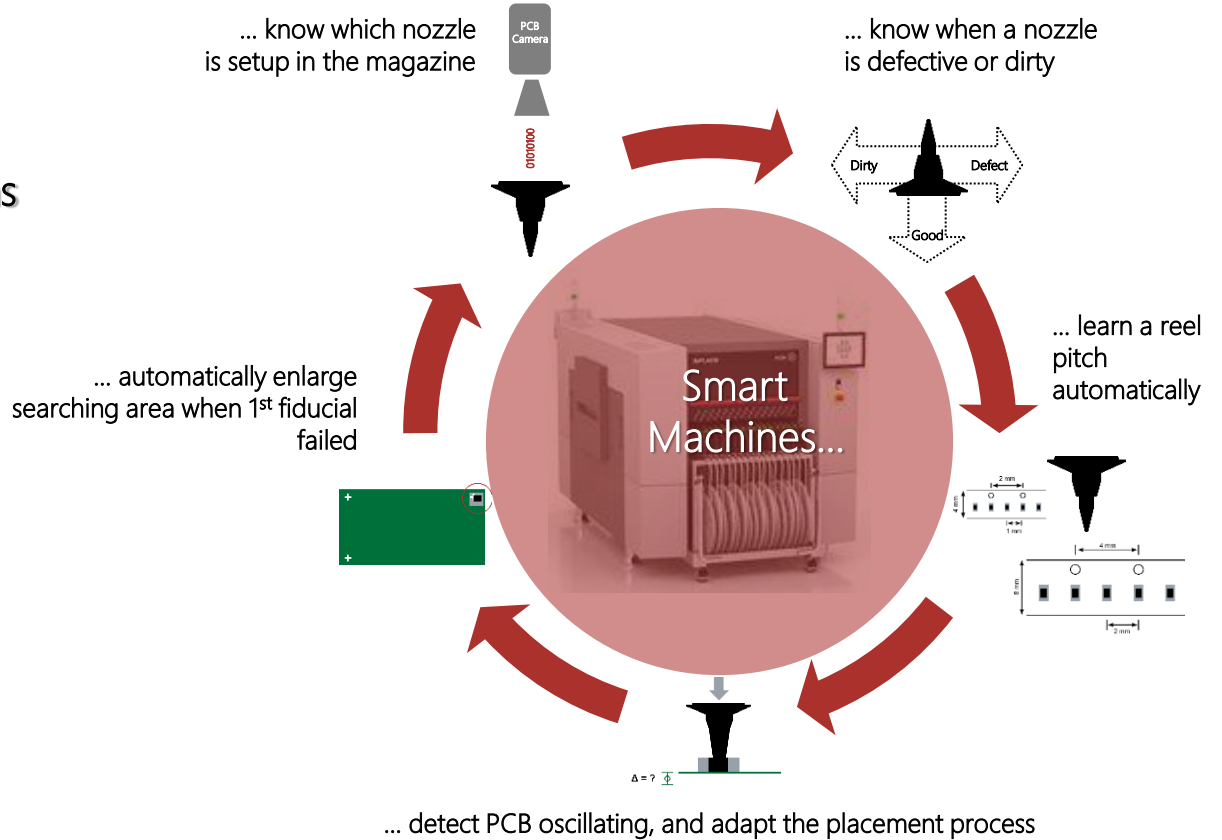 ... know which nozzle
is setup in the magazine
PCB
Camera
01010100
... know when a nozzle
is defective or dirty
Dirty
Defect
Good
... learn a reel
pitch
automatically
2 mm
4 mm
1 mm
4 mm
8 mm
2 mm
Smart
Machines...
... automatically enlarge
searching area when 1st fiducial
failed
Δ = ?
... detect PCB oscillating, and adapt the placement process